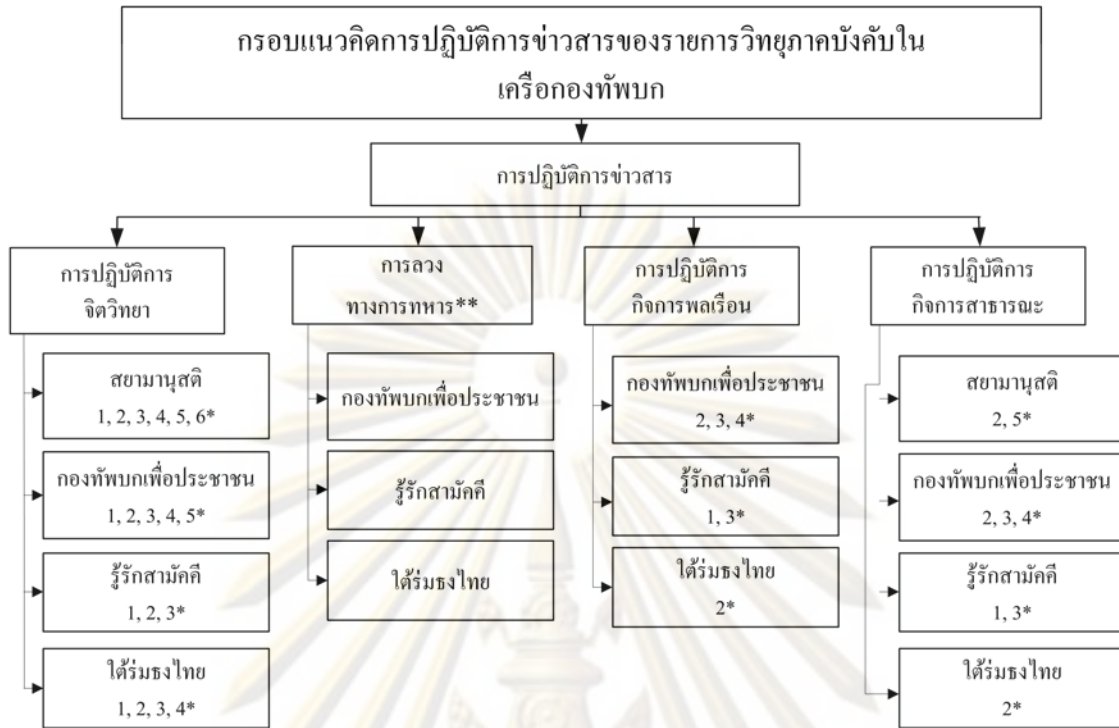 กรอบแนวคิดการปฏิบัติการข่าวสารของรายการวิทยุภาคบังคับใน
เครือกองทัพบก
การปฏิบัติการข่าวสาร
การปฏิบัติการ
จิตวิทยา
สยามานุสติ
1, 2, 3, 4, 5, 6*
กองทัพบกเพื่อประชาชน
1, 2, 3, 4, 5*
รู้รักสามัคคี
1, 2, 3*
ใต้ร่มธงไทย
1, 2, 3, 4*
การลวง
ทางการทหาร**
กองทัพบกเพื่อประชาชน
รู้รักสามัคคี
ใต้ร่มธงไทย
การปฏิบัติการ
กิจการพลเรือน
กองทัพบกเพื่อประชาชน
2, 3, 4*
รู้รักสามัคคี
1, 3*
ใต้ร่มธงไทย
2*
การปฏิบัติการ
กิจการสาธารณะ
สยามานุสติ
2, 5*
กองทัพบกเพื่อประชาชน
2, 3, 4*
รู้รักสามัคคี
1, 3*
ใต้ร่มธงไทย
2*